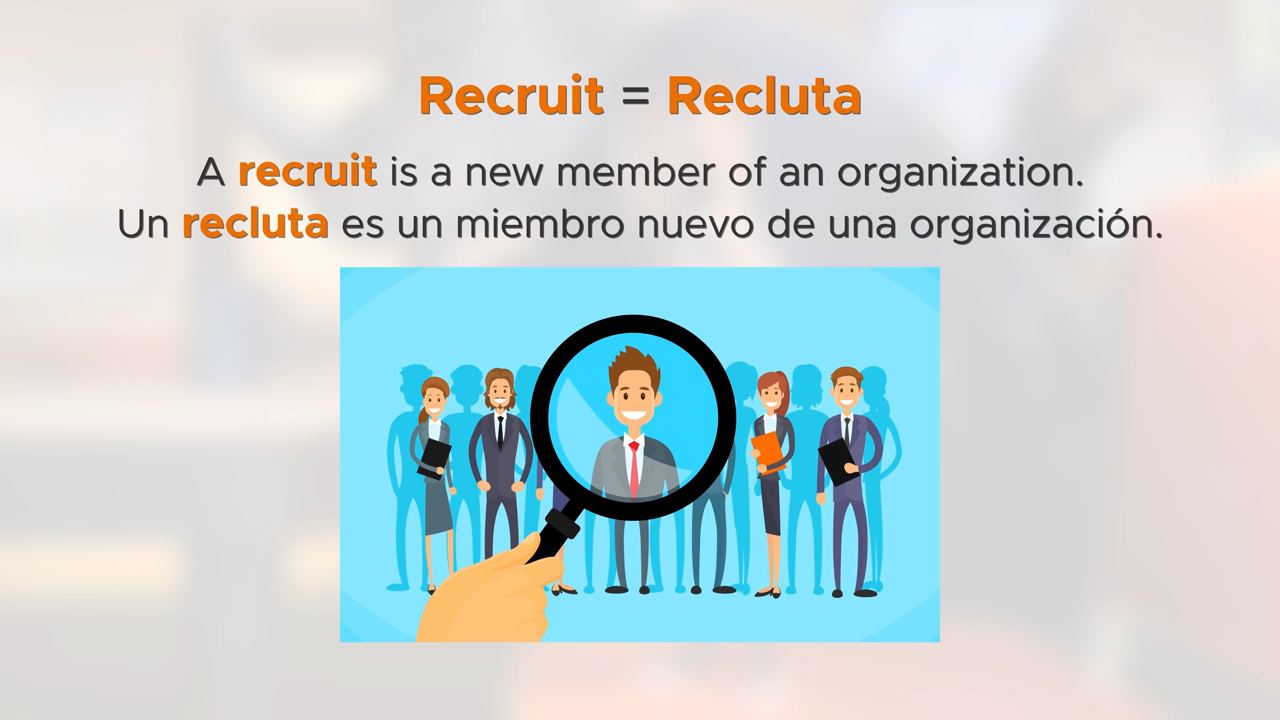 Recruit = Recluta
A recruit is a new member of an organization.
Un recluta es un miembro nuevo de una organización.